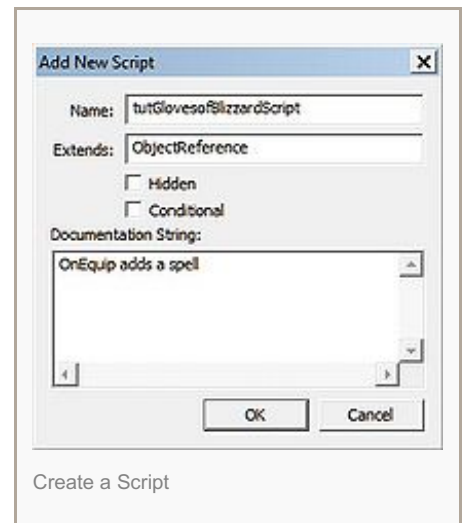 Add New Script
Name: tutGlovesofBlizzardScript
Extends: ObjectReference
Hidden
Conditional
Documentation String:
OnEquip adds a spell
OK Cancel
Create a Script